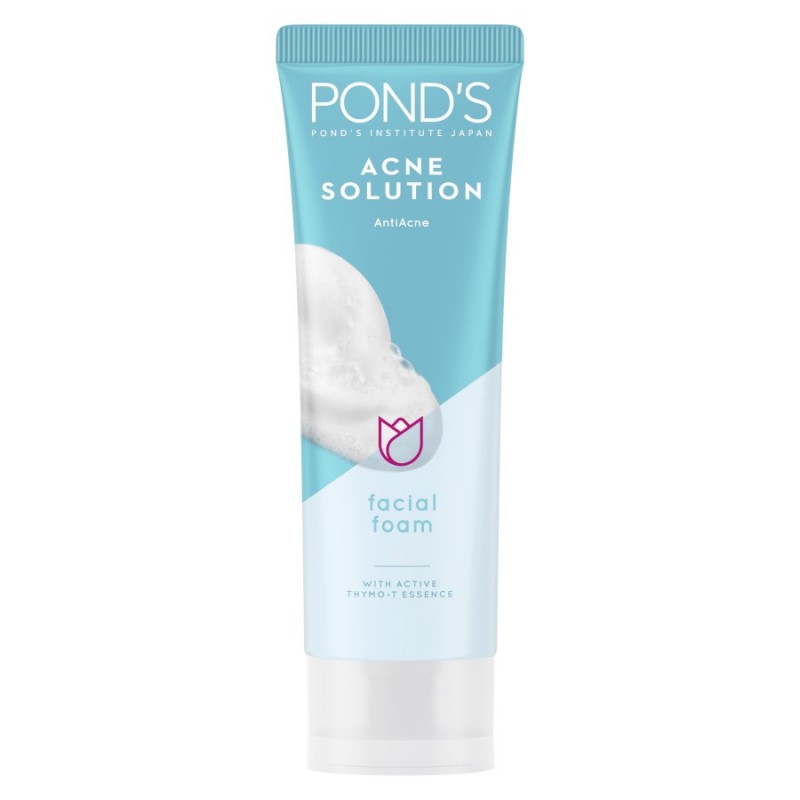 POND'S
POND'S INSTITUTE JAPAN
ACNE
SOLUTION
AntiAcne
facial
foam
WITH ACTIVE
THYMO-T ESSENCE